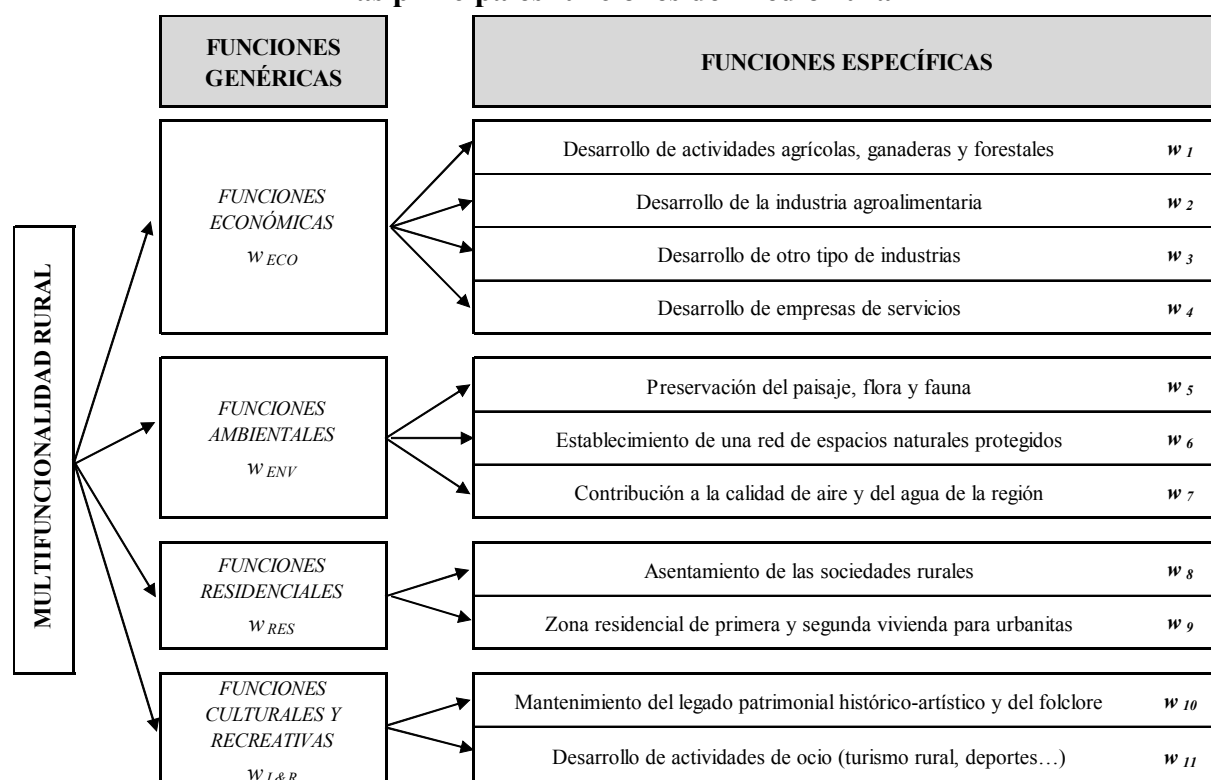 FUNCIONES
GENÉRICAS
FUNCIONES ESPECÍFICAS
MULTIFUNCIONALIDAD RURAL
FUNCIONES
ECONÓMICAS
w ECO
Desarrollo de actividades agrícolas, ganaderas y forestales w 1
Desarrollo de la industria agroalimentaria w 2
Desarrollo de otro tipo de industrias w 3
Desarrollo de empresas de servicios w 4
FUNCIONES
AMBIENTALES
w ENV
Preservación del paisaje, flora y fauna w 5
Establecimiento de una red de espacios naturales protegidos w 6
Contribución a la calidad de aire y del agua de la región w 7
FUNCIONES
RESIDENCIALES
w RES
Asentamiento de las sociedades rurales w 8
Zona residencial de primera y segunda vivienda para urbanitas w 9
FUNCIONES
CULTURALES Y
RECREATIVAS
w L&R
Mantenimiento del legado patrimonial histórico-artístico y del folclore w 10
Desarrollo de actividades de ocio (turismo rural, deportes…) w 11